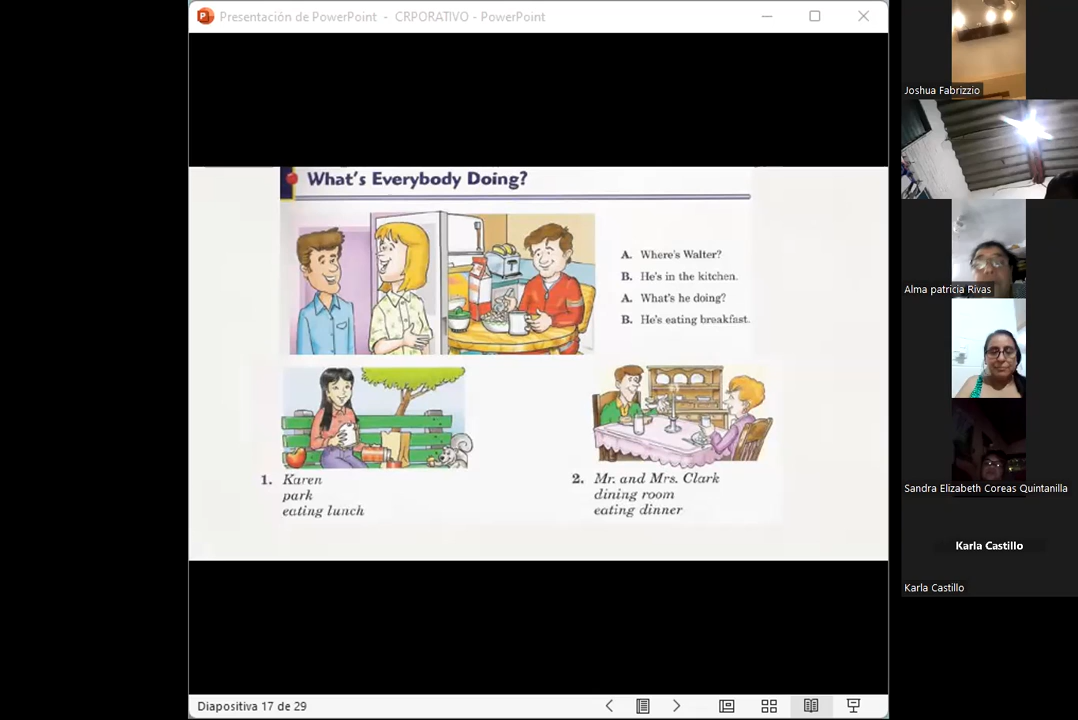 Presentación de PowerPoint - CRPORATIVO - PowerPoint
What's Everybody Doing?
A. Where's Walter?
B. He's in the kitchen.
A. What's he doing?
B. He's eating breakfast.
1. Karen
park
eating lunch
2. Mr. and Mrs. Clark
dining room
eating dinner
Diapositiva 17 de 29
Joshua Fabrizzio
Alma patricia Rivas
Sandra Elizabeth Coreas Quintanilla
Karla Castillo
Karla Castillo